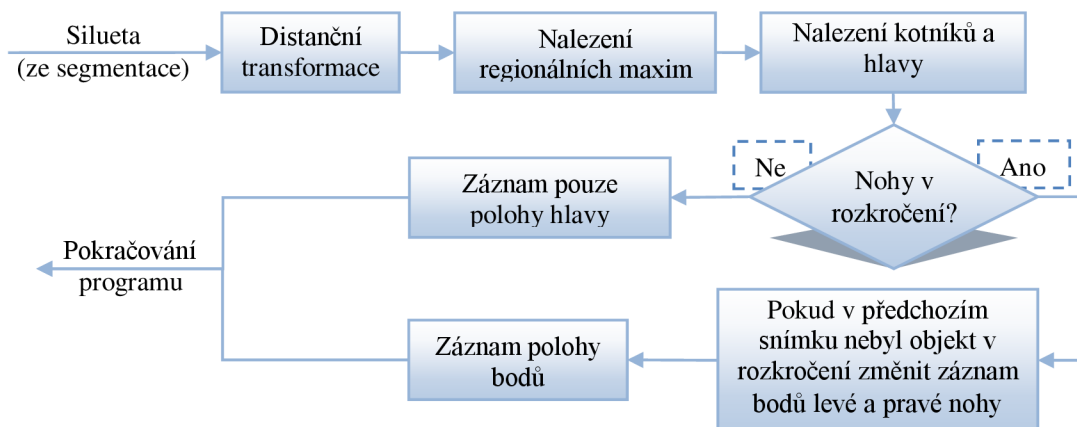 Silueta
(ze segmentace)
Distanční
transformace
Nalezení
regionálních maxim
Nalezení kotníků a
hlavy
Ne
Ano
Nohy v
rozkročení?
Záznam pouze
polohy hlavy
Pokračování
programu
Záznam polohy
bodů
Pokud v předchozím
snímku nebyl objekt v
rozkročení změnit záznam
bodů levé a pravé nohy